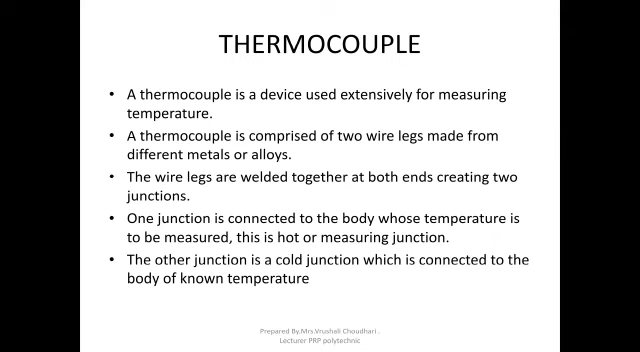 THERMOCOUPLE
• A thermocouple is a device used extensively for measuring
temperature.
• A thermocouple is comprised of two wire legs made from
different metals or alloys.
• The wire legs are welded together at both ends creating two
junctions.
• One junction is connected to the body whose temperature is
to be measured, this is hot or measuring junction.
• The other junction is a cold junction which is connected to the
body of known temperature
Prepared By.Mrs.Vrushali Choudhari .
Lecturer PRP polytechnic